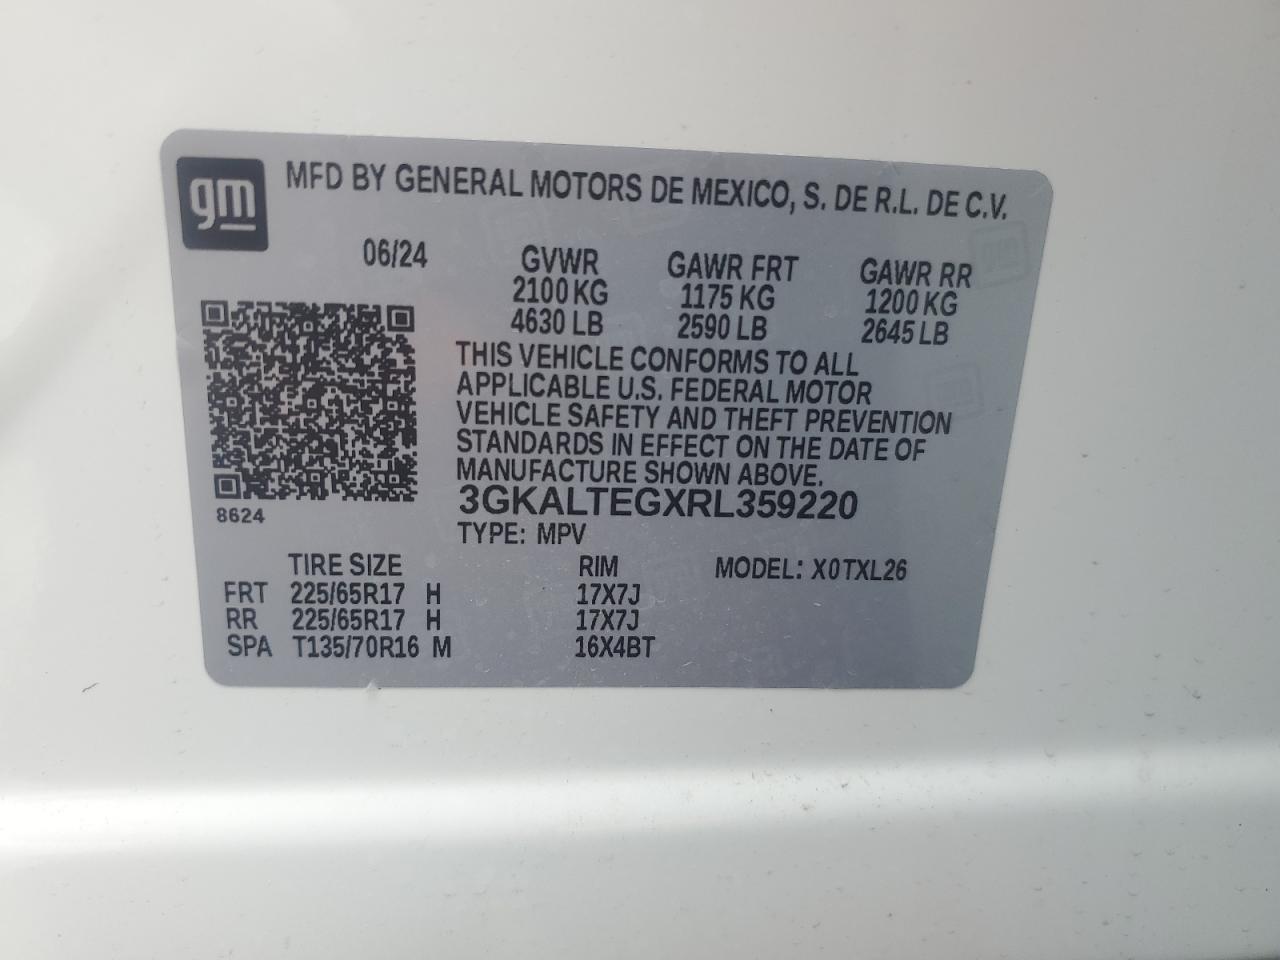 gm
MFD BY GENERAL MOTORS DE MEXICO, S. DE R.L. DE C.V.
06/24
GVWR GAWR FRT GAWR RR
2100 KG 1175 KG 1200 KG
4630 LB 2590 LB 2645 LB
THIS VEHICLE CONFORMS TO ALL
APPLICABLE U.S. FEDERAL MOTOR
VEHICLE SAFETY AND THEFT PREVENTION
STANDARDS IN EFFECT ON THE DATE OF
MANUFACTURE SHOWN ABOVE.
3GKALTEGXRL359220
8624
TYPE: MPV
TIRE SIZE RIM MODEL: X0TXL26
FRT 225/65R17 H 17X7J
RR 225/65R17 H 17X7J
SPA T135/70R16 M 16X4BT